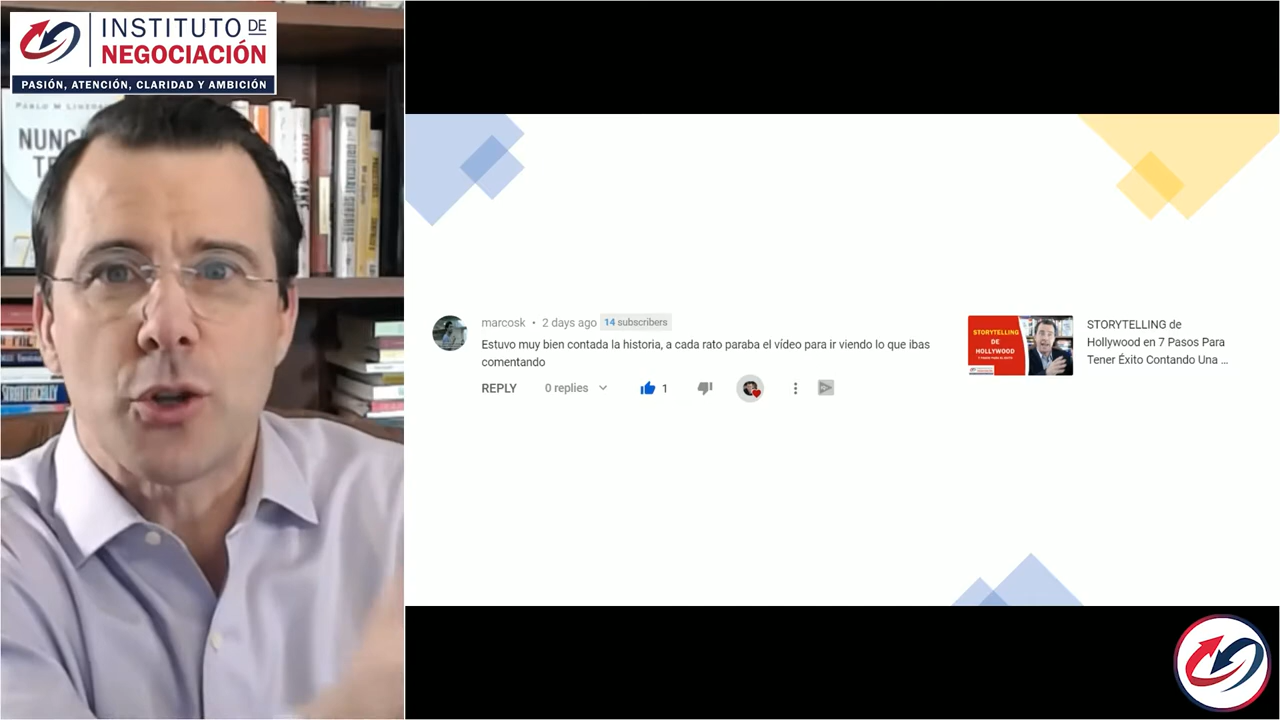 INSTITUTO DE
NEGOCIACIÓN
PASIÓN, ATENCIÓN, CLARIDAD Y AMBICIÓN
NUNCA
marcosk • 2 days ago 14 subscribers
Estuvo muy bien contada la historia, a cada rato paraba el vídeo para ir viendo lo que ibas
comentando
REPLY 0 replies 1
STORYTELLING
DE
HOLLYWOOD
STORYTELLING de
Hollywood en 7 Pasos Para
Tener Éxito Contando Una ...